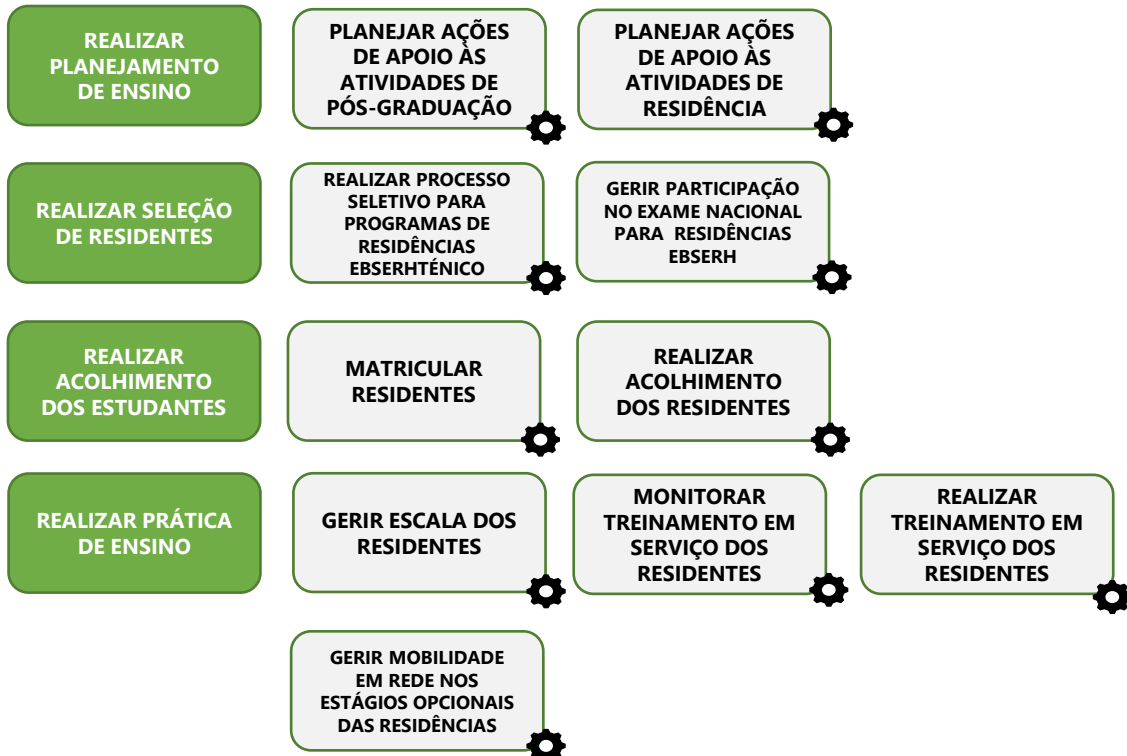 REALIZAR
PLANEJAMENTO
DE ENSINO
PLANEJAR AÇÕES
DE APOIO ÀS
ATIVIDADES DE
PÓS-GRADUAÇÃO
PLANEJAR AÇÕES
DE APOIO ÀS
ATIVIDADES DE
RESIDÊNCIA
REALIZAR SELEÇÃO
DE RESIDENTES
REALIZAR PROCESSO
SELETIVO PARA
PROGRAMAS DE
RESIDÊNCIAS
EBSERHTÉNICO
GERIR PARTICIPAÇÃO
NO EXAME NACIONAL
PARA RESIDÊNCIAS
EBSERH
REALIZAR
ACOLHIMENTO
DOS ESTUDANTES
MATRICULAR
RESIDENTES
REALIZAR
ACOLHIMENTO
DOS RESIDENTES
REALIZAR PRÁTICA
DE ENSINO
GERIR ESCALA DOS
RESIDENTES
MONITORAR
TREINAMENTO EM
SERVIÇO DOS
RESIDENTES
REALIZAR
TREINAMENTO EM
SERVIÇO DOS
RESIDENTES
GERIR MOBILIDADE
EM REDE NOS
ESTÁGIOS OPCIONAIS
DAS RESIDÊNCIAS